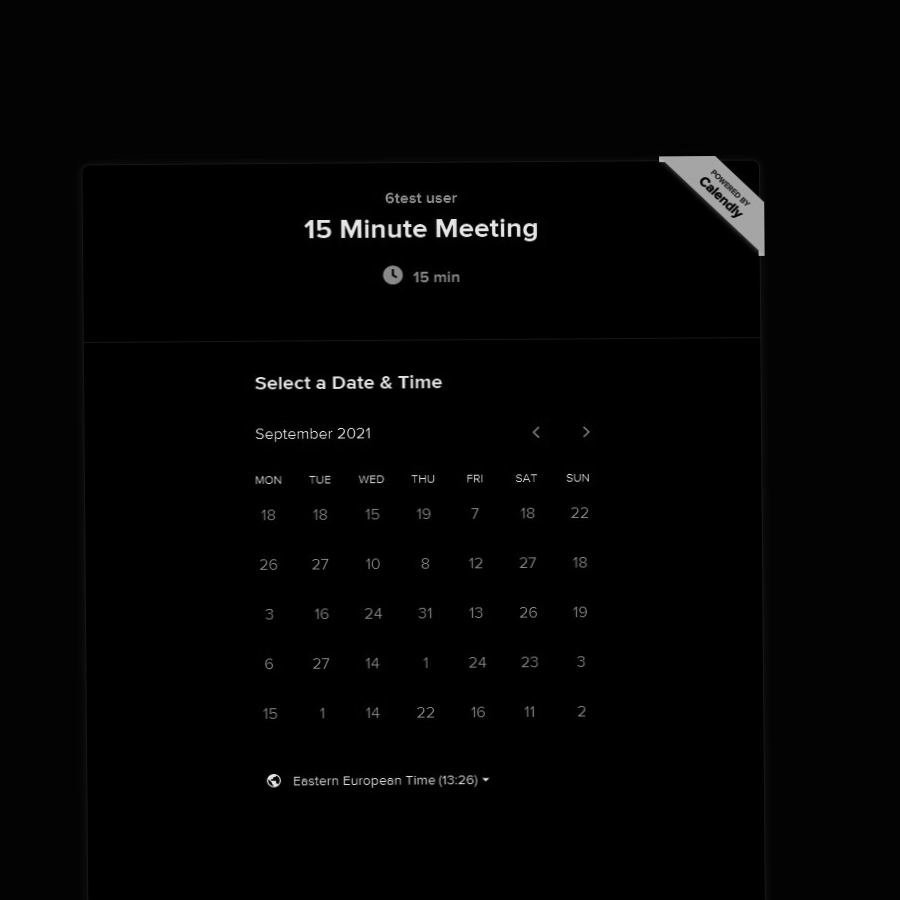 POWERED BY
Calendly
6test user
15 Minute Meeting
15 min
Select a Date & Time
September 2021
MON TUE WED THU FRI SAT SUN
18 18 15 19 7 18 22
26 27 10 8 12 27 18
3 16 24 31 13 26 19
6 27 14 1 24 23 3
15 1 14 22 16 11 2
Eastern European Time (13:26)